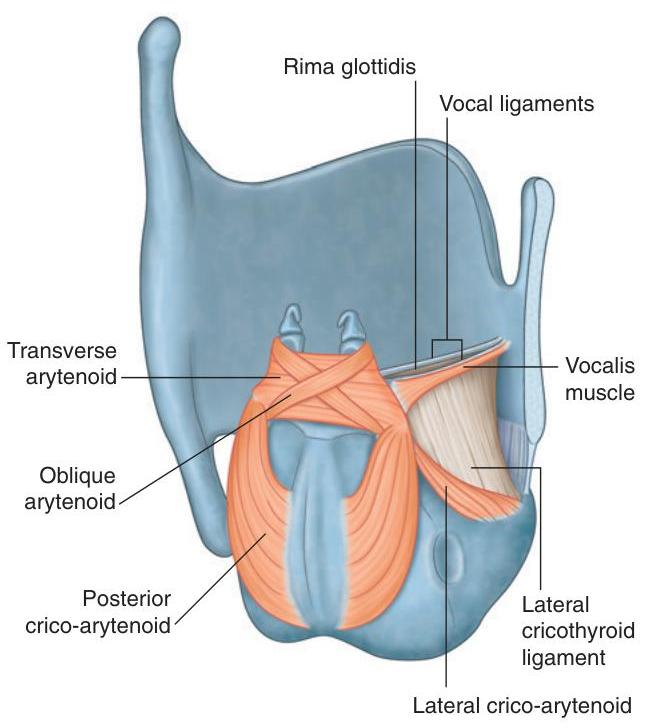 Rima glottidis
Vocal ligaments
Transverse
arytenoid
Vocalis
muscle
Oblique
arytenoid
Posterior
crico-arytenoid
Lateral
cricothyroid
ligament
Lateral crico-arytenoid